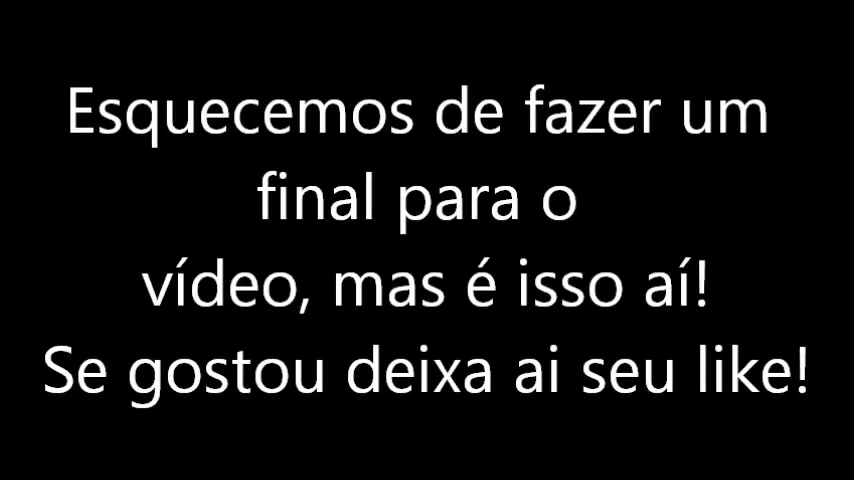 Esquecemos de fazer um
final para o
vídeo, mas é isso aí!
Se gostou deixa ai seu like!